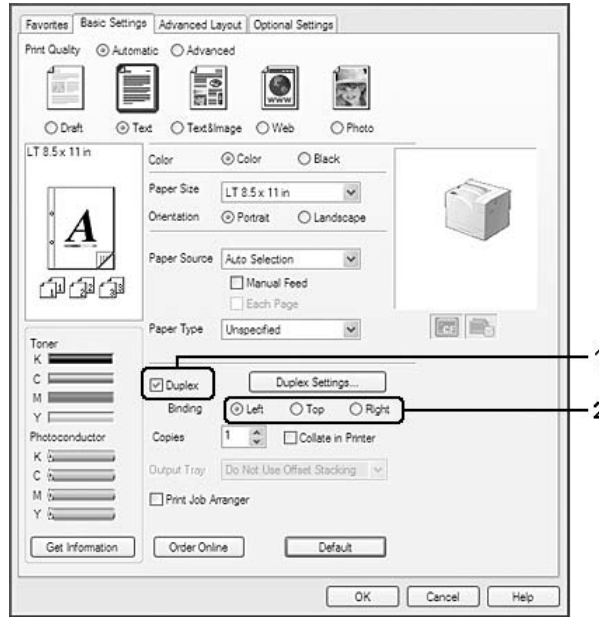 Favorites Basic Settings Advanced Layout Optional Settings
Print Quality Automatic Advanced
WWW
Draft Text Text&Image Web Photo
LT 8.5 x 11 in
Color Color Black
Paper Size LT 8.5 x 11 in
Orientation Portrait Landscape
A
Paper Source Auto Selection
Manual Feed
Each Page
Paper Type Unspecified
Toner
K
C
M
Y
Duplex Duplex Settings...
1
Binding Left Top Right
2
Photoconductor
K
C
M
Y
Copies 1 Collate in Printer
Output Tray Do Not Use Offset Stacking
Print Job Arranger
Get Information Order Online Default
OK Cancel Help